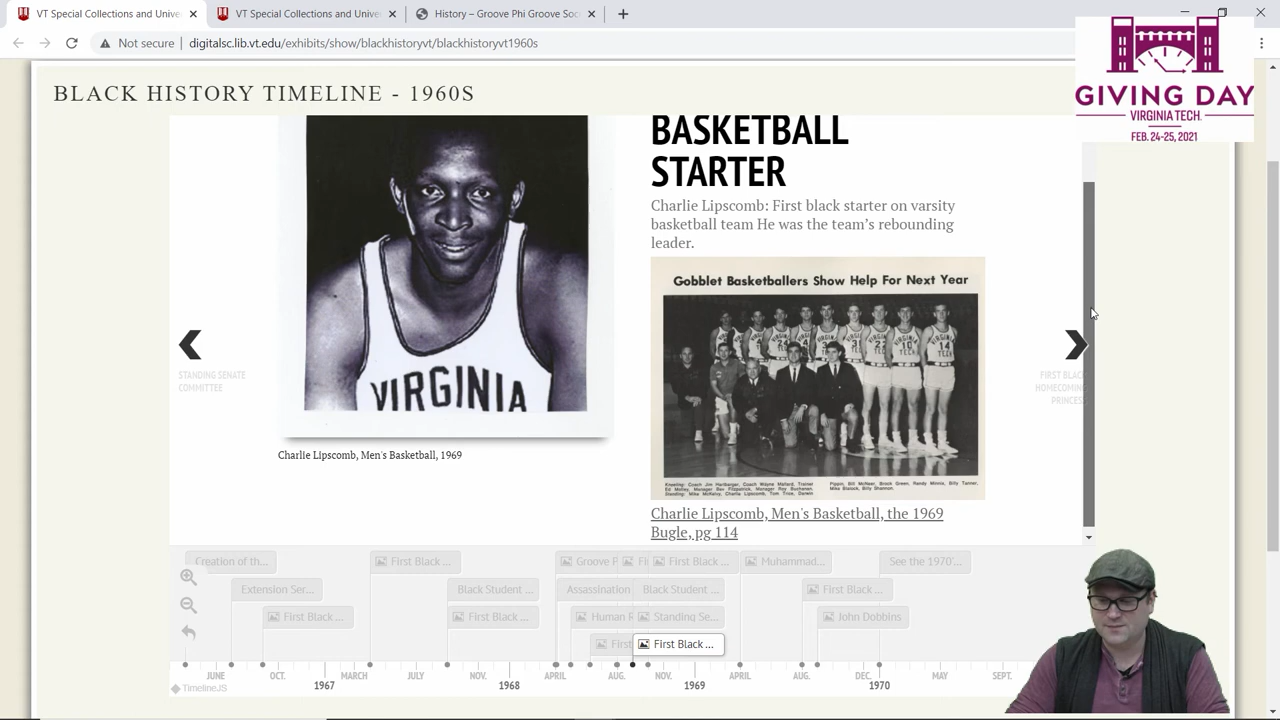 VT Special Collections and Unive
VT Special Collections and Unive
History – Groove Phi Groove Soc
Not secure
digitalsc.lib.vt.edu/exhibits/show/blackhistoryvt/blackhistoryvt1960s
GIVING DAY
VIRGINIA TECH.
FEB. 24-25, 2021
BLACK HISTORY TIMELINE - 1960S
BASKETBALL
STARTER
Charlie Lipscomb: First black starter on varsity
basketball team He was the team's rebounding
leader.
Gobblet Basketballers Show Help For Next Year
VIRGINIA
Charlie Lipscomb, Men's Basketball, 1969
Charlie Lipscomb, Men's Basketball, the 1969
Bugle, pg 114
STANDING SENATE
COMMITTEE
FIRST BLACK
HOMECOMING
PRINCESS
Creation of th...
First Black ...
Groove P
Fi
First Black ...
Muhammad...
See the 1970'...
Extension Ser...
Black Student ...
Assassination
Black Student ...
First Black ...
First Black ...
First Black ...
Human R
Standing Se...
John Dobbins
First
First Black ...
JUNE
OCT.
MARCH
JULY
NOV.
APRIL
AUG.
NOV.
APRIL
AUG.
DEC.
MAY
SEPT.
1967
1968
1969
1970
TimelineJS